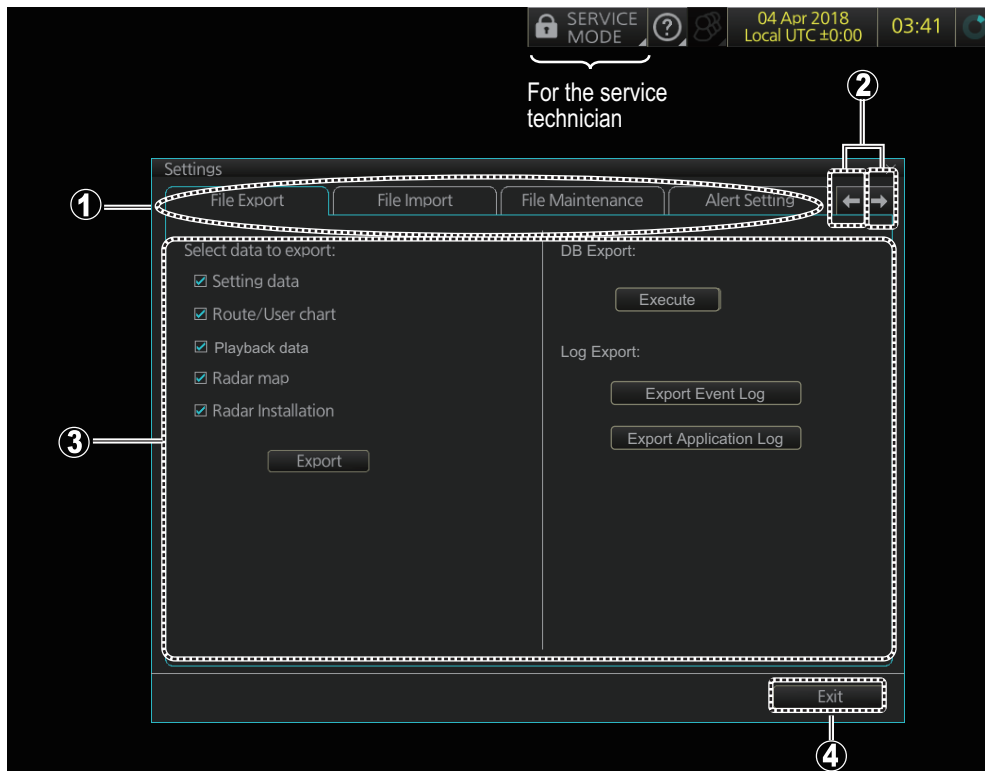 SERVICE
MODE
?
04 Apr 2018
Local UTC ±0:00
03:41
For the service
technician
2
Settings
1
File Export
File Import
File Maintenance
Alert Setting
Select data to export:
Setting data
Route/User chart
Playback data
Radar map
Radar Installation
Export
DB Export:
Execute
Log Export:
Export Event Log
Export Application Log
3
Exit
4